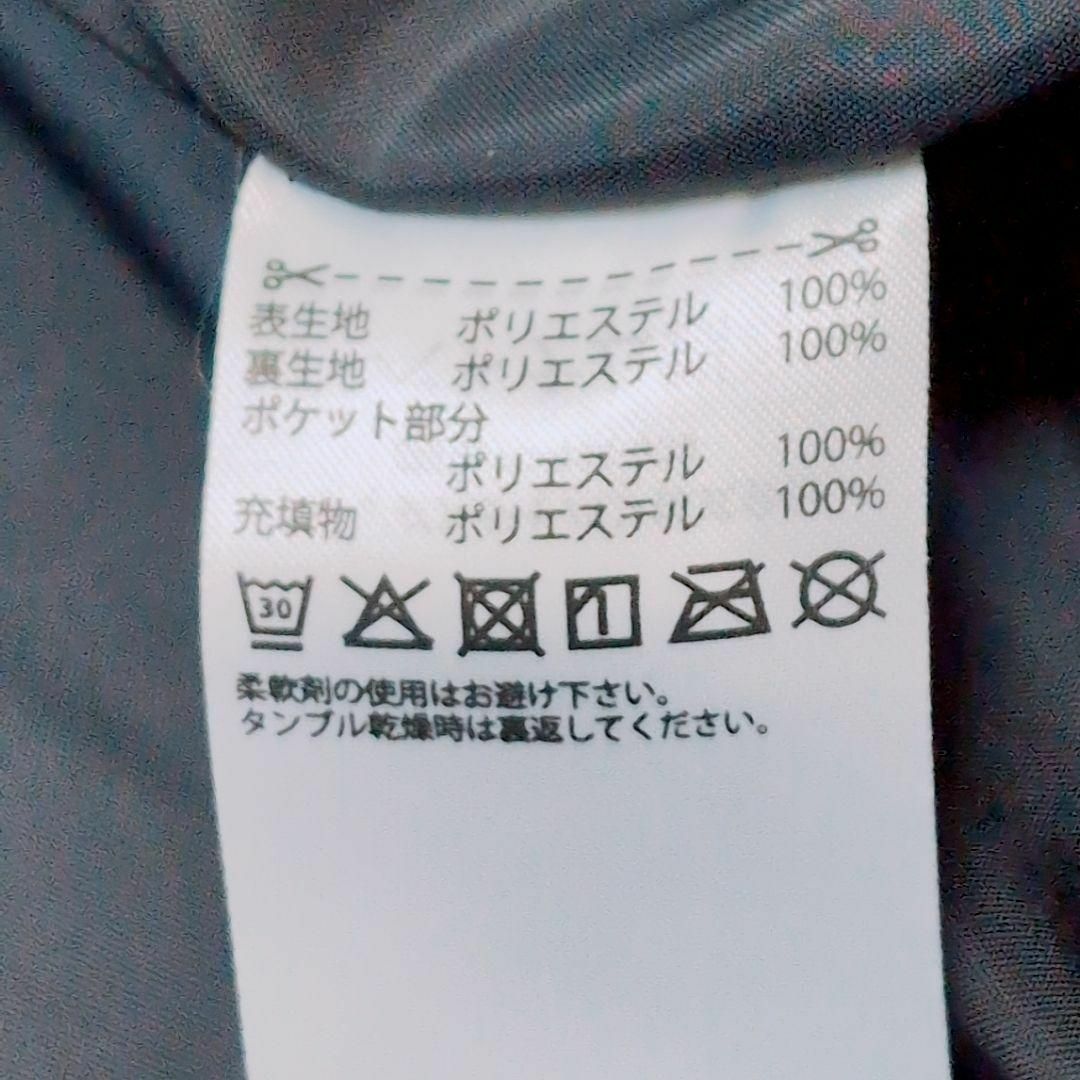 表生地 ポリエステル 100%
裏生地 ポリエステル 100%
ポケット部分
ポリエステル 100%
充填物 ポリエステル 100%
30
柔軟剤の使用はお避け下さい。
タンブル乾燥時は裏返してください。